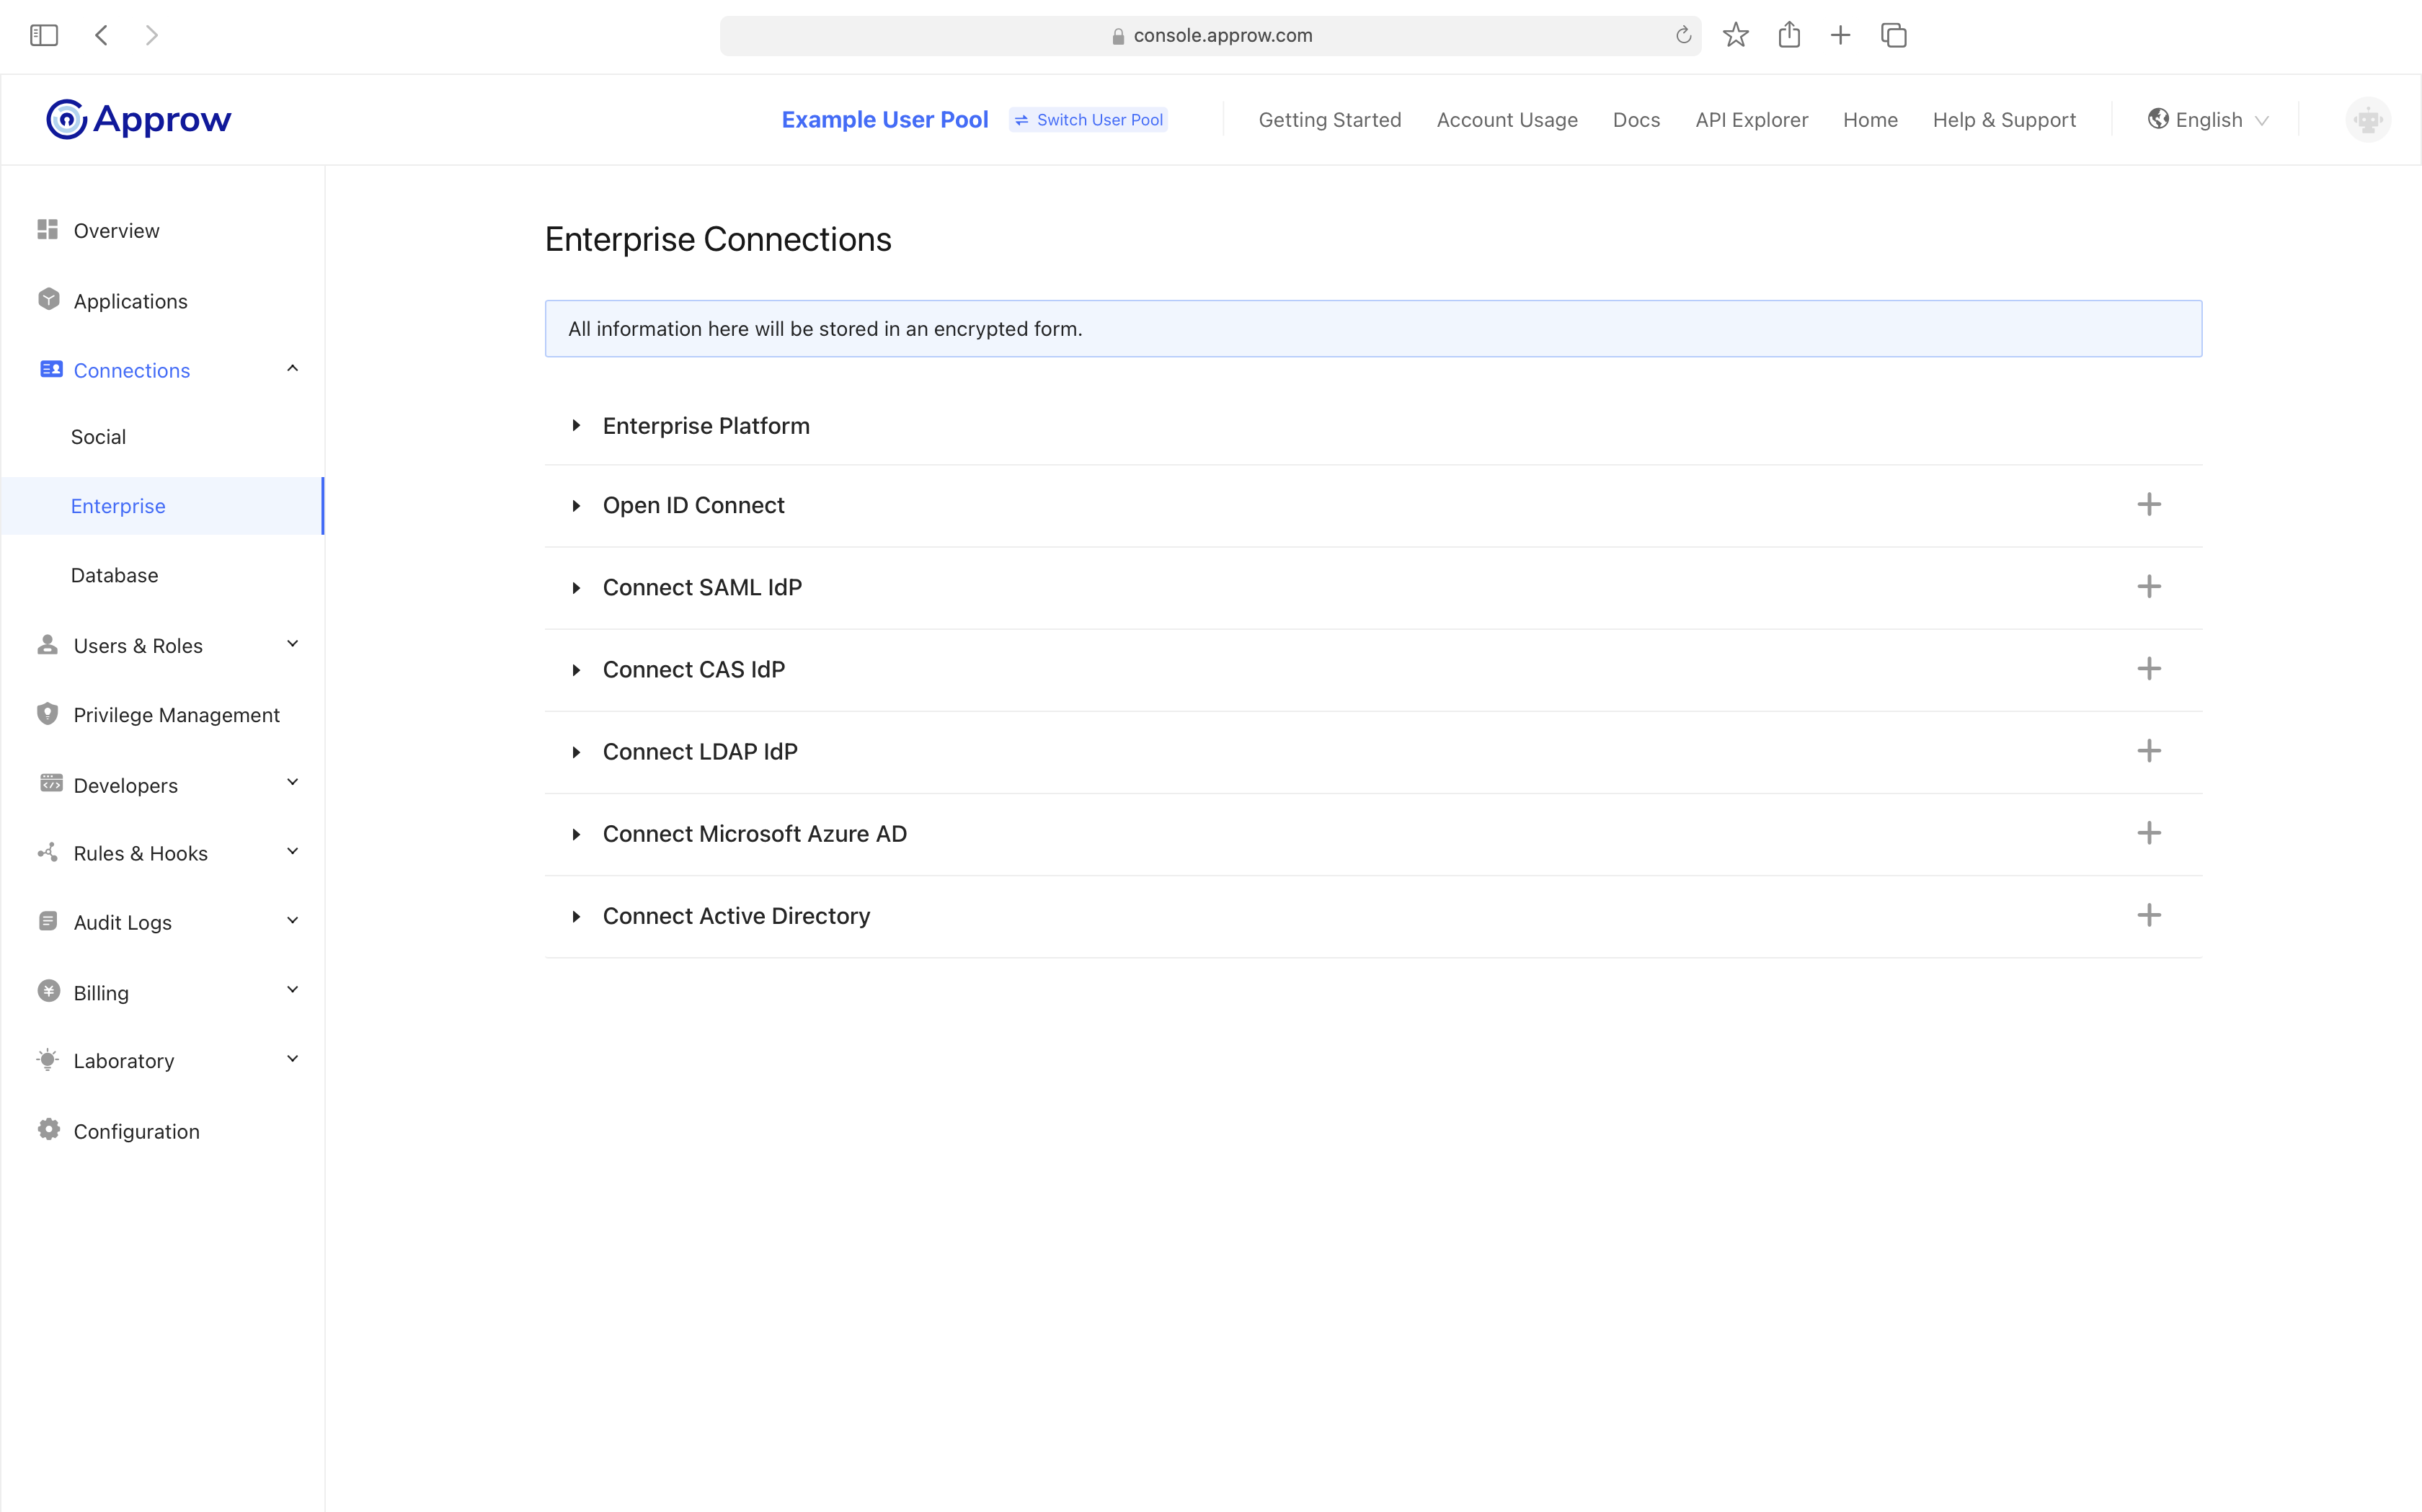 console.approw.com
Approw
Example User Pool
Switch User Pool
Getting Started
Account Usage
Docs
API Explorer
Home
Help & Support
English
Overview
Applications
Connections
Social
Enterprise
Database
Users & Roles
Privilege Management
Developers
Rules & Hooks
Audit Logs
¥
Billing
Laboratory
Configuration
Enterprise Connections
All information here will be stored in an encrypted form.
Enterprise Platform
Open ID Connect
Connect SAML IdP
Connect CAS IdP
Connect LDAP IdP
Connect Microsoft Azure AD
Connect Active Directory